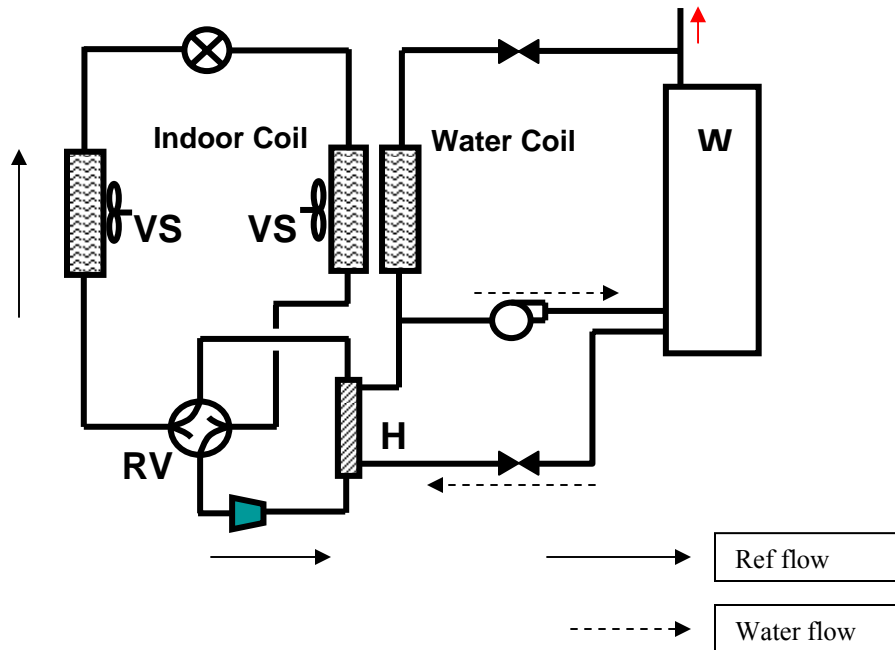 Indoor Coil
Water Coil
W
VS
VS
H
RV
Ref flow
Water flow